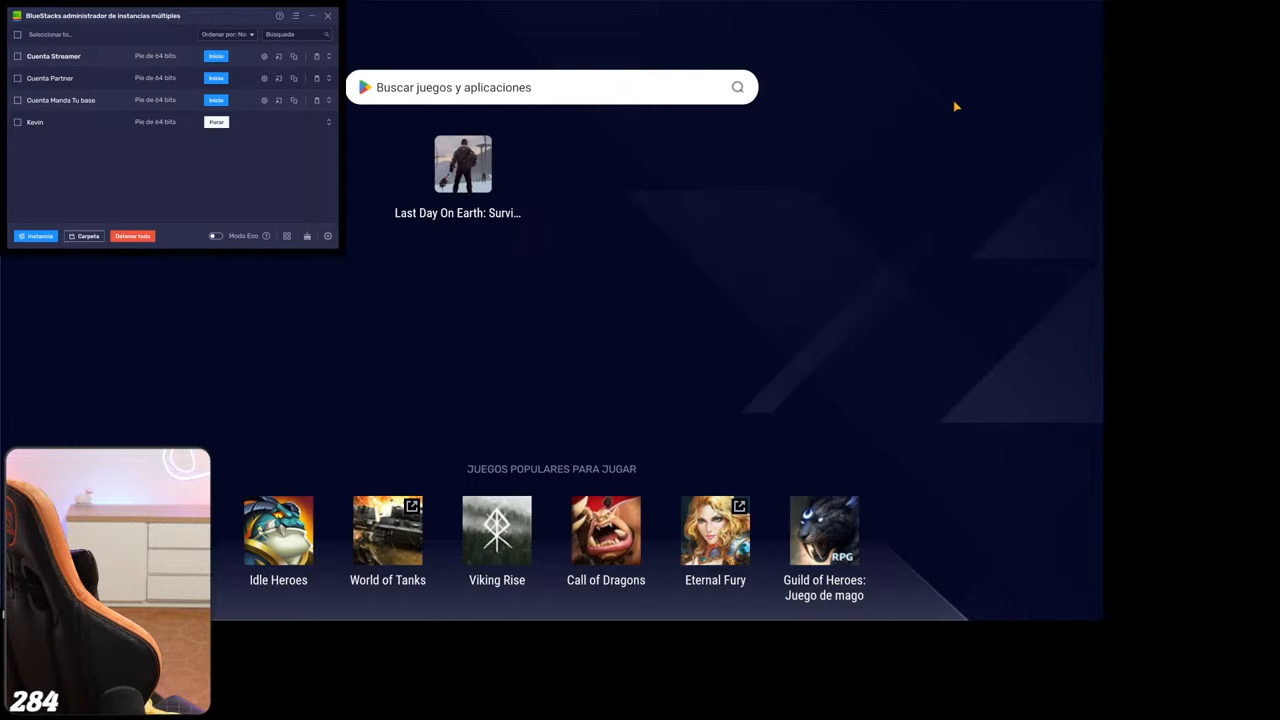 BlueStacks administrador de instancias múltiples
Seleccionar to..
Ordenar por: No:
Búsqueda
Cuenta Streamer
Pie de 64 bits
Inicio
Cuenta Partner
Pie de 64 bits
Inicio
Cuenta Manda Tu base
Pie de 64 bits
Inicio
Kevin
Pie de 64 bits
Parar
Instancia
Carpeta
Detener todo
Modo Eco
Buscar juegos y aplicaciones
Last Day On Earth: Survi...
JUEGOS POPULARES PARA JUGAR
Idle Heroes
World of Tanks
Viking Rise
Call of Dragons
Eternal Fury
RPG
Guild of Heroes:
Juego de mago
284